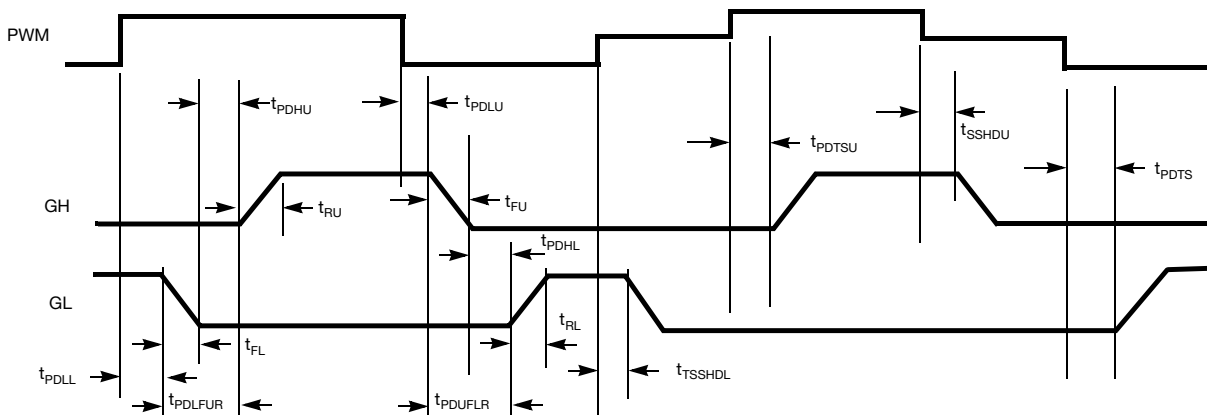 PWM
tPDHU
tPDLU
tPDTSU
tSSHDU
tPDTS
GH
tRU
tFU
tPDHL
GL
tFL
tRL
tPDLL
tTSSHDL
tPDLFUR
tPDUFLR